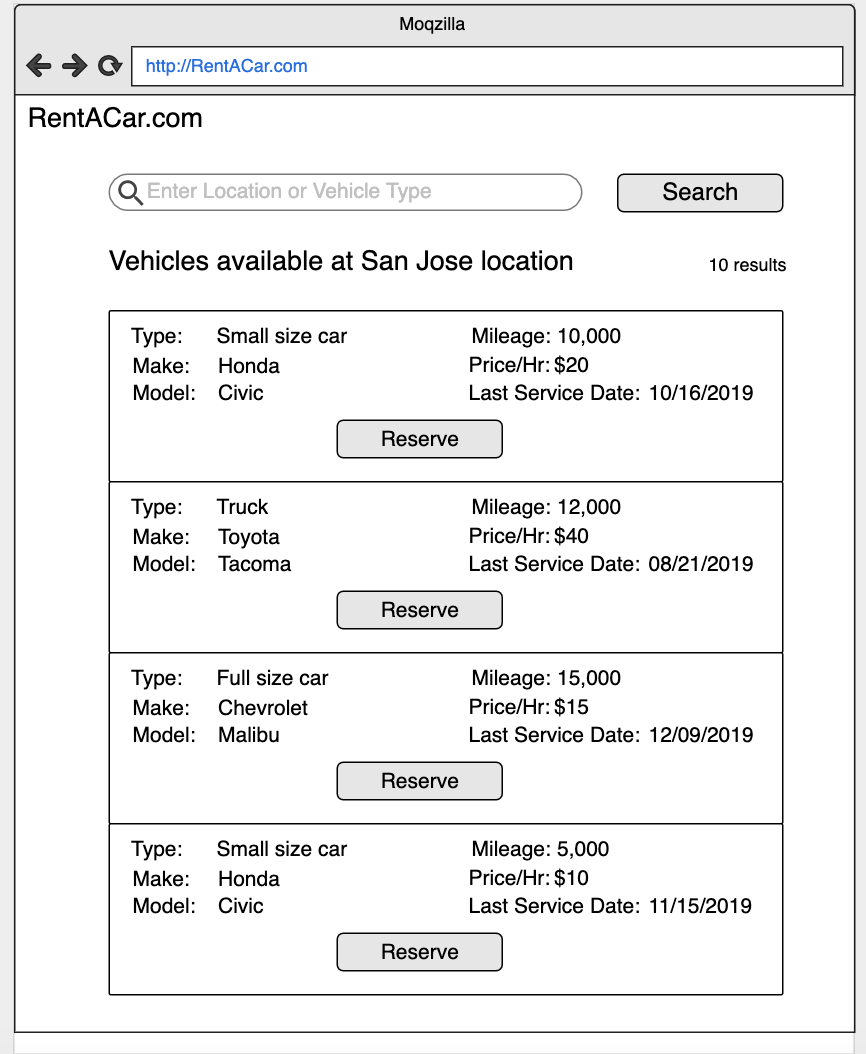 Moqzilla
http://RentACar.com
RentACar.com
Enter Location or Vehicle Type
Search
Vehicles available at San Jose location
10 results
Type: Small size car Mileage: 10,000
Make: Honda Price/Hr: $20
Model: Civic Last Service Date: 10/16/2019
Reserve
Type: Truck Mileage: 12,000
Make: Toyota Price/Hr: $40
Model: Tacoma Last Service Date: 08/21/2019
Reserve
Type: Full size car Mileage: 15,000
Make: Chevrolet Price/Hr: $15
Model: Malibu Last Service Date: 12/09/2019
Reserve
Type: Small size car Mileage: 5,000
Make: Honda Price/Hr: $10
Model: Civic Last Service Date: 11/15/2019
Reserve